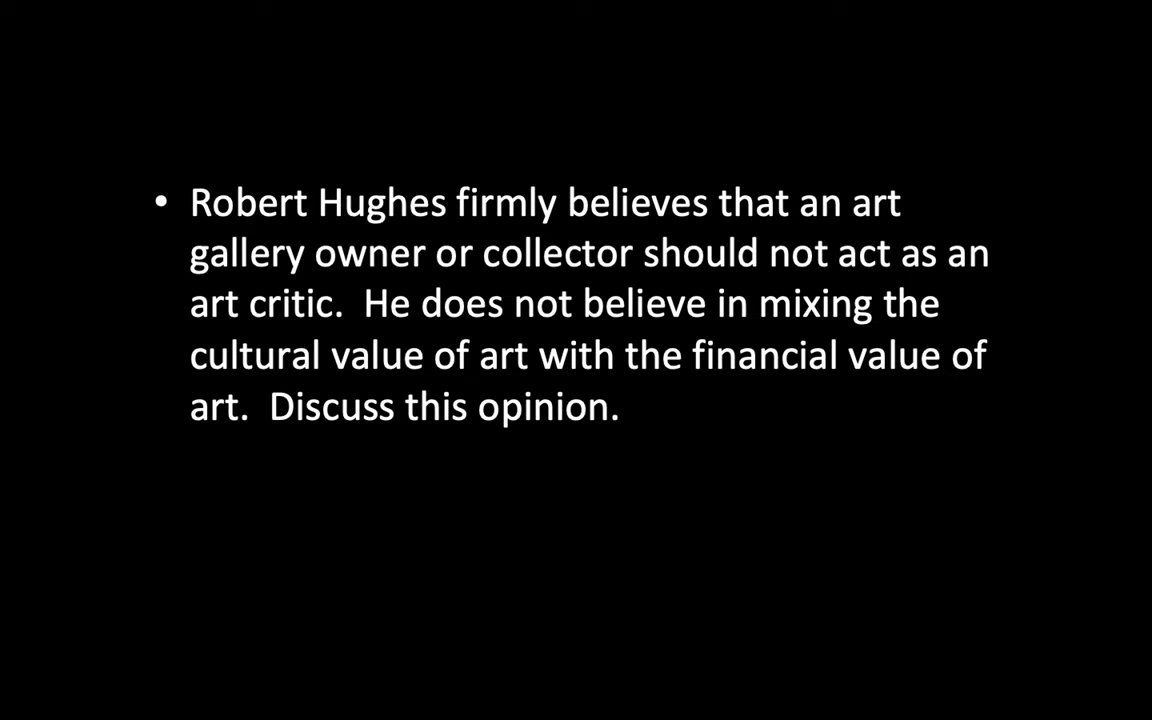 • Robert Hughes firmly believes that an art
gallery owner or collector should not act as an
art critic.  He does not believe in mixing the
cultural value of art with the financial value of
art.  Discuss this opinion.